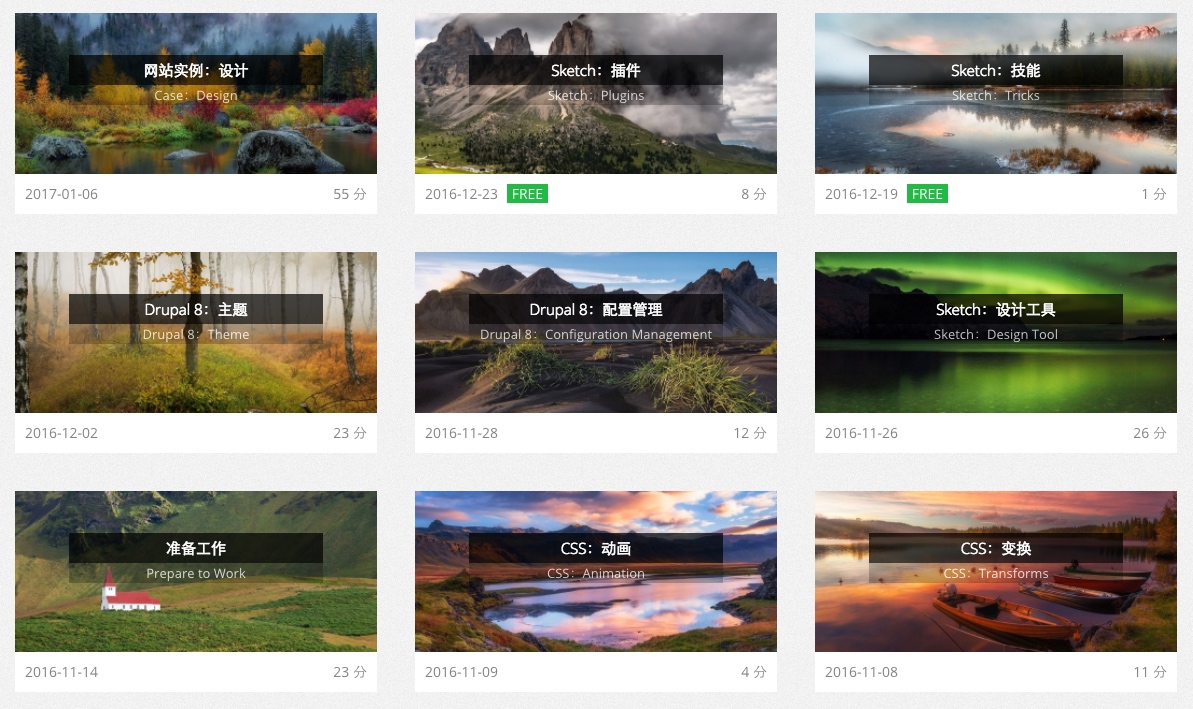 网站实例：设计
Case：Design
2017-01-06 55 分
Sketch：插件
Sketch：Plugins
2016-12-23 FREE 8 分
Sketch：技能
Sketch：Tricks
2016-12-19 FREE 1 分
Drupal 8：主题
Drupal 8：Theme
2016-12-02 23 分
Drupal 8：配置管理
Drupal 8：Configuration Management
2016-11-28 12 分
Sketch：设计工具
Sketch：Design Tool
2016-11-26 26 分
准备工作
Prepare to Work
2016-11-14 23 分
CSS：动画
CSS：Animation
2016-11-09 4 分
CSS：变换
CSS：Transforms
2016-11-08 11 分